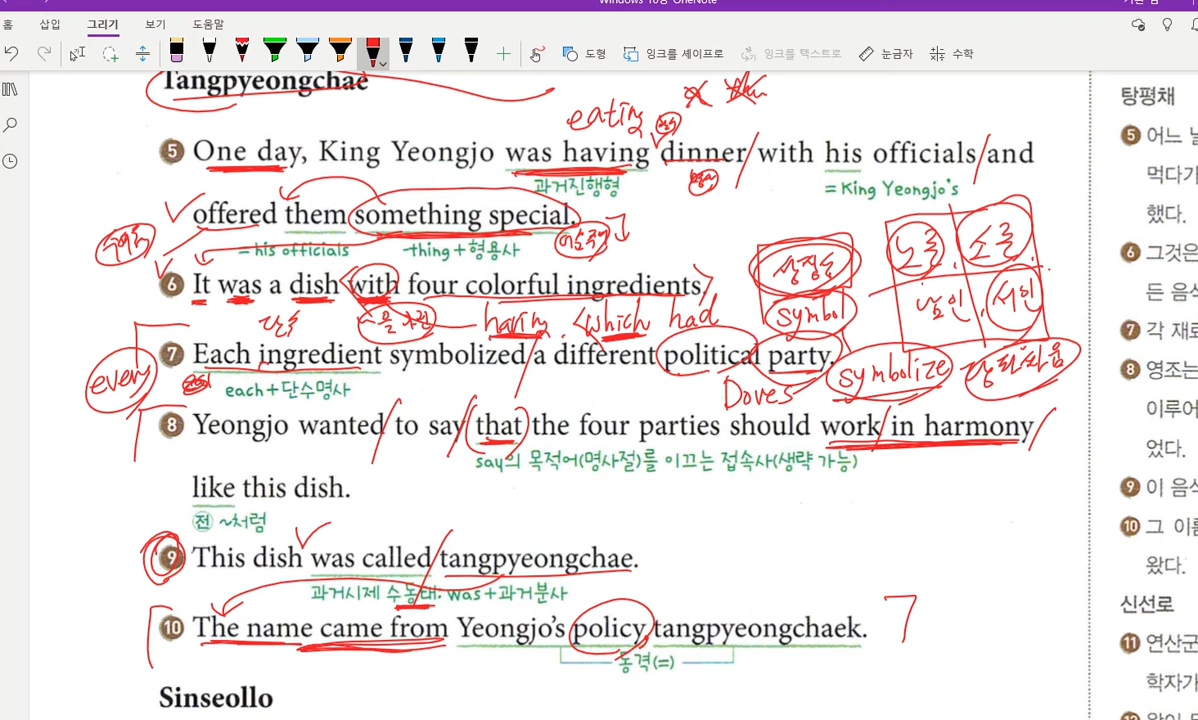 Windows 10용 OneNote
홈 삽입 그리기 보기 도움말
도형 잉크를 셰이프로 잉크를 텍스트로 눈금자 수학
Tangpyeongchae
eating
5 One day, King Yeongjo was having dinner with his officials and
과거진행형 = King Yeongjo's
offered them something special.
= his officials -thing + 형용사
6 It was a dish with four colorful ingredients.
having which had
상징물
symbol
노론 소론
남인 서인
7 Each ingredient symbolized a different political party.
every
each + 단수명사
Doves
symbolize
8 Yeongjo wanted to say that the four parties should work in harmony
say의 목적어(명사절)를 이끄는 접속사(생략 가능)
like this dish.
전 ~처럼
9 This dish was called tangpyeongchae.
과거시제 수동태: was + 과거분사
10 The name came from Yeongjo's policy, tangpyeongchaek.
동격(=)
7
Sinseollo
탕평채
5 어느 날
먹다가
했다.
6 그것은
든 음식
7 각 재료
8 영조는
이루어
었다.
9 이 음식
10 그 이름
왔다.
신선로
11 연산군
학자가